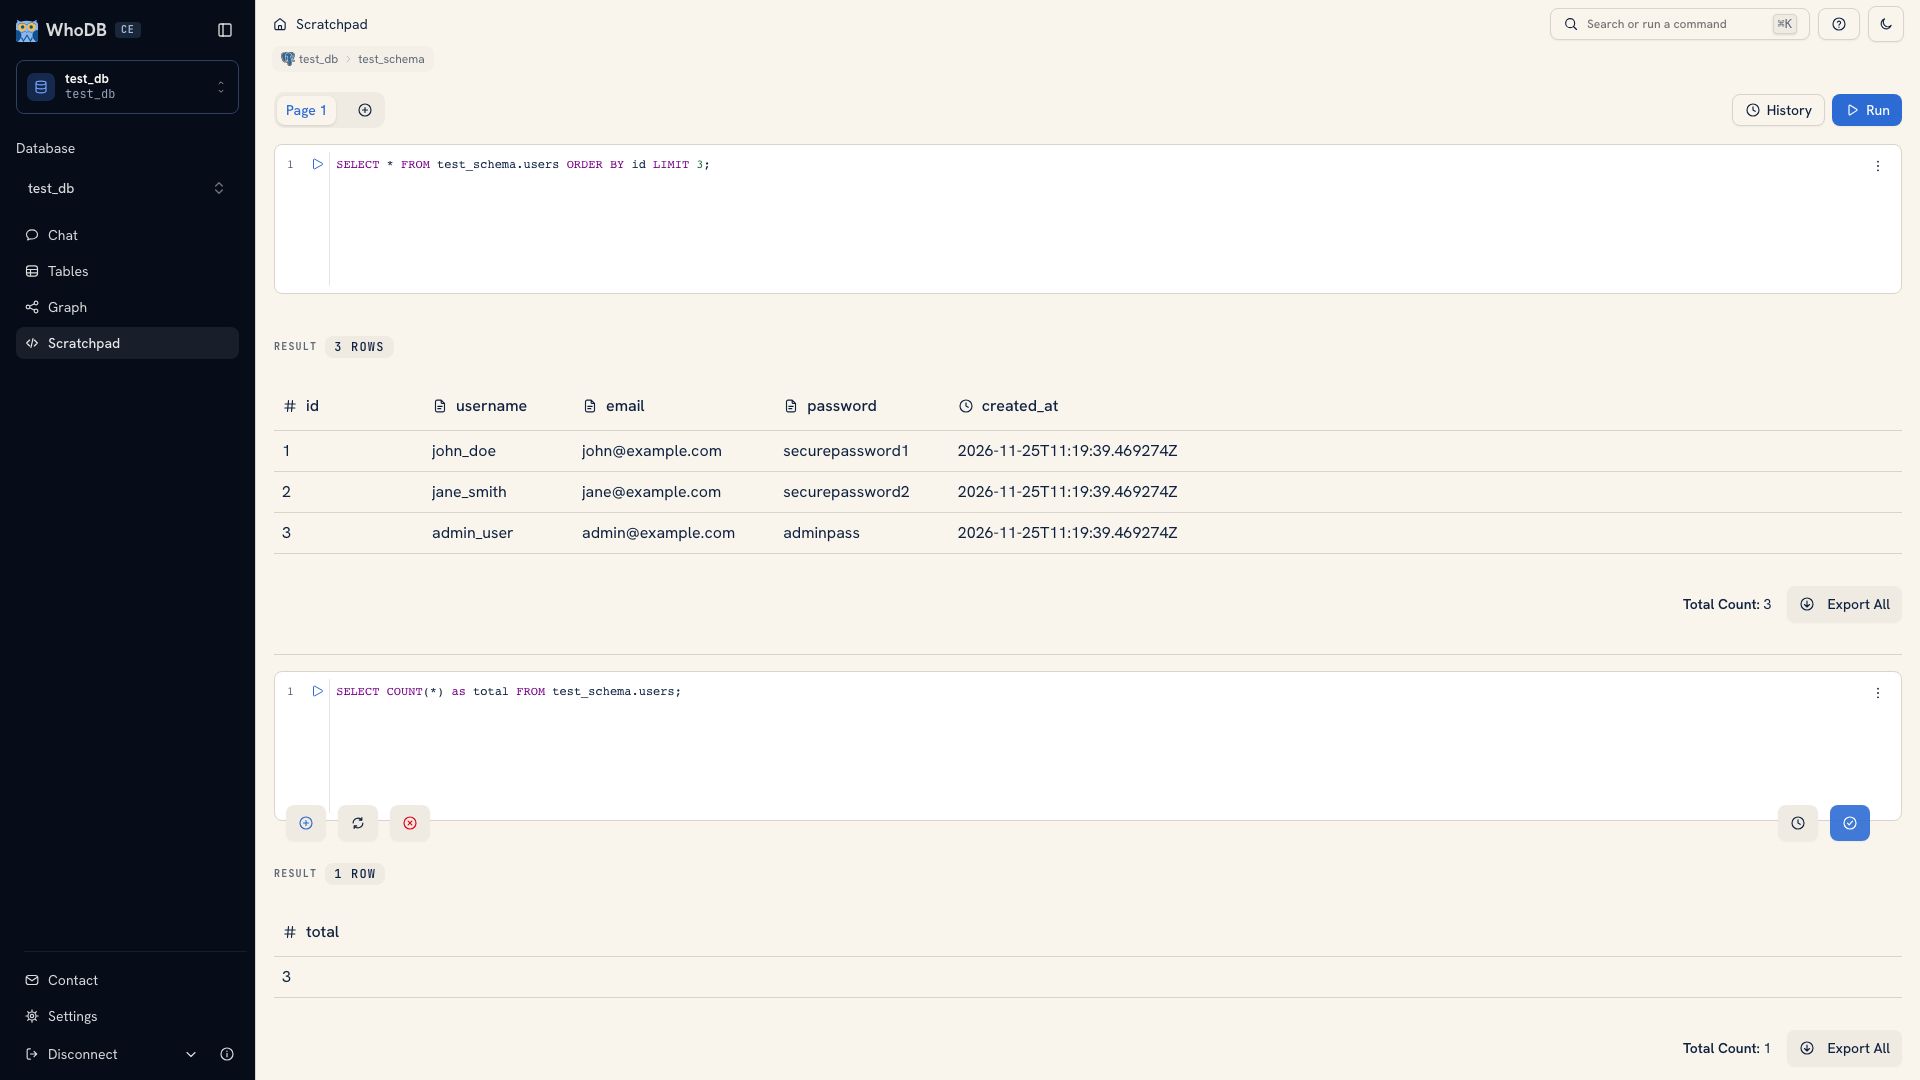 WhoDB CE
test_db
test_db
Database
test_db
Chat
Tables
Graph
Scratchpad
Contact
Settings
Disconnect
Scratchpad
Search or run a command ⌘K
test_db > test_schema
Page 1
History
Run
1 SELECT * FROM test_schema.users ORDER BY id LIMIT 3;
RESULT 3 ROWS
# id username email password created_at
1 john_doe john@example.com securepassword1 2026-11-25T11:19:39.469274Z
2 jane_smith jane@example.com securepassword2 2026-11-25T11:19:39.469274Z
3 admin_user admin@example.com adminpass 2026-11-25T11:19:39.469274Z
Total Count: 3 Export All
1 SELECT COUNT(*) as total FROM test_schema.users;
RESULT 1 ROW
# total
3
Total Count: 1 Export All